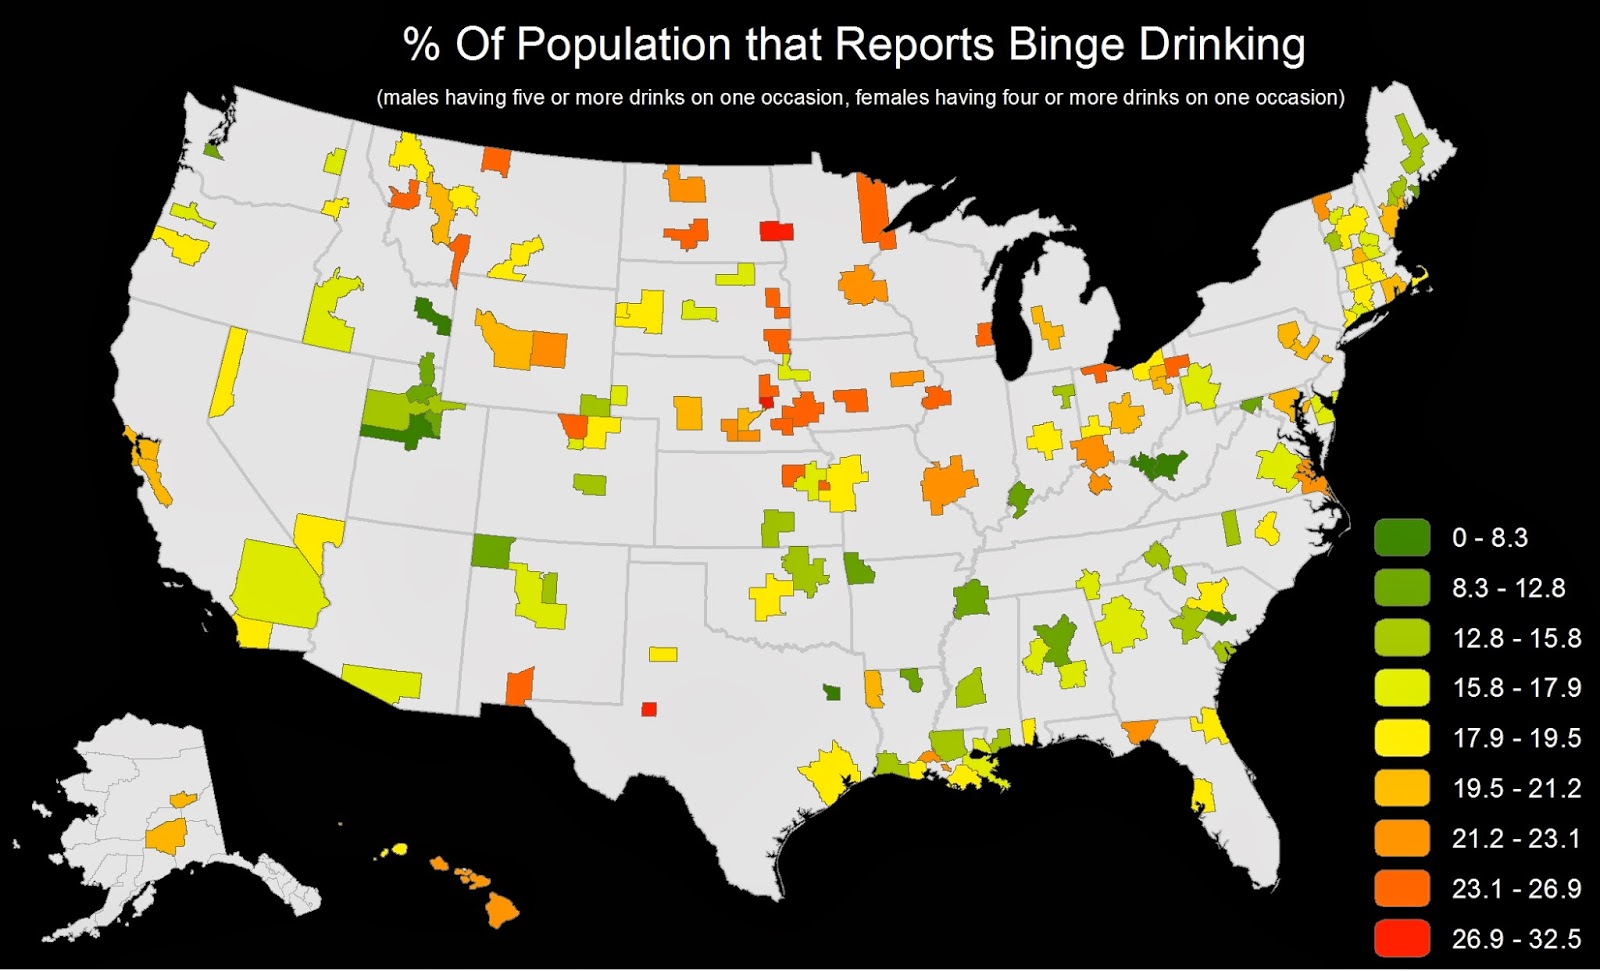 % Of Population that Reports Binge Drinking
(males having five or more drinks on one occasion, females having four or more drinks on one occasion)
0 - 8.3
8.3 - 12.8
12.8 - 15.8
15.8 - 17.9
17.9 - 19.5
19.5 - 21.2
21.2 - 23.1
23.1 - 26.9
26.9 - 32.5